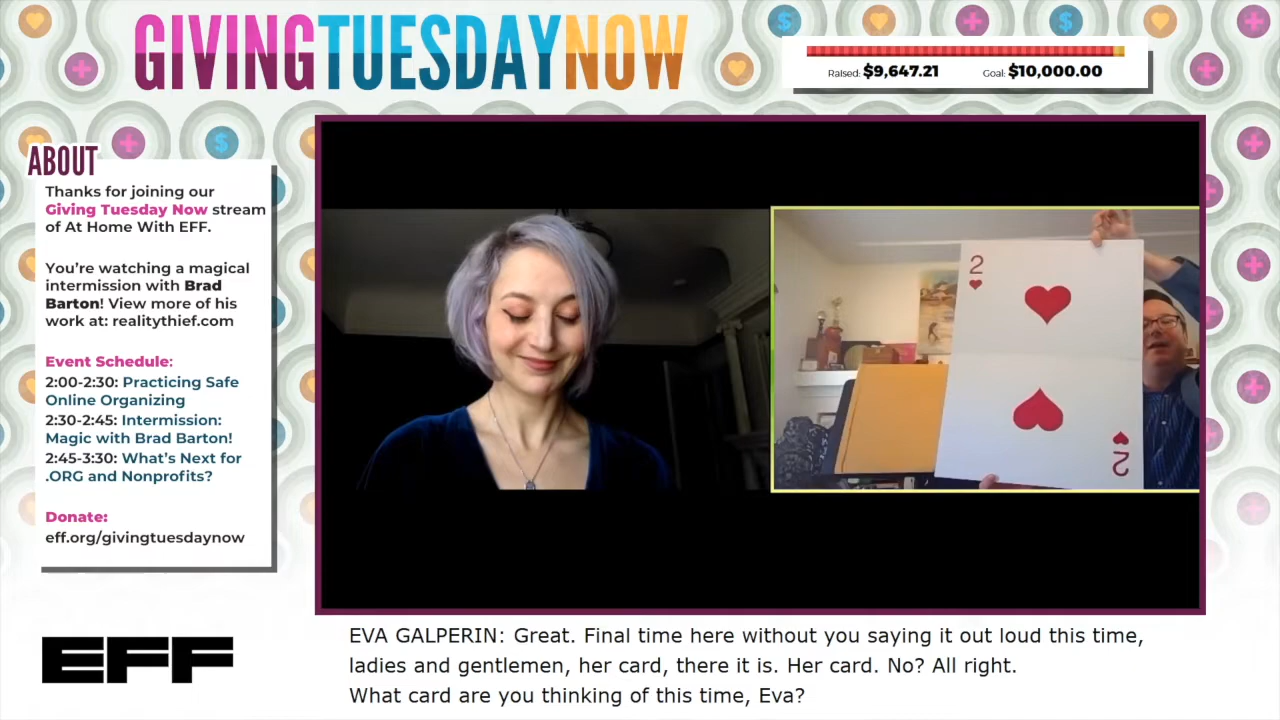 GIVINGTUESDAYNOW
Raised: $9,647.21 Goal: $10,000.00
ABOUT
Thanks for joining our
Giving Tuesday Now stream
of At Home With EFF.
You’re watching a magical
intermission with Brad
Barton! View more of his
work at: realitythief.com
Event Schedule:
2:00-2:30: Practicing Safe
Online Organizing
2:30-2:45: Intermission:
Magic with Brad Barton!
2:45-3:30: What’s Next for
.ORG and Nonprofits?
Donate:
eff.org/givingtuesdaynow
EFF
2
2
EVA GALPERIN: Great. Final time here without you saying it out loud this time,
ladies and gentlemen, her card, there it is. Her card. No? All right.
What card are you thinking of this time, Eva?